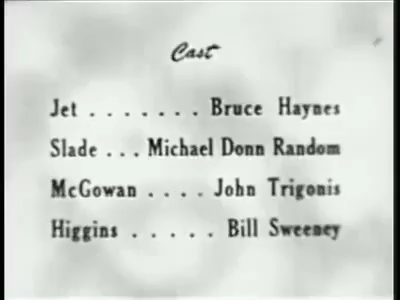 Cast
Jet . . . . . . . Bruce Haynes
Slade . . . Michael Donn Random
McGowan . . . . John Trigonis
Higgins . . . . . Bill Sweeney